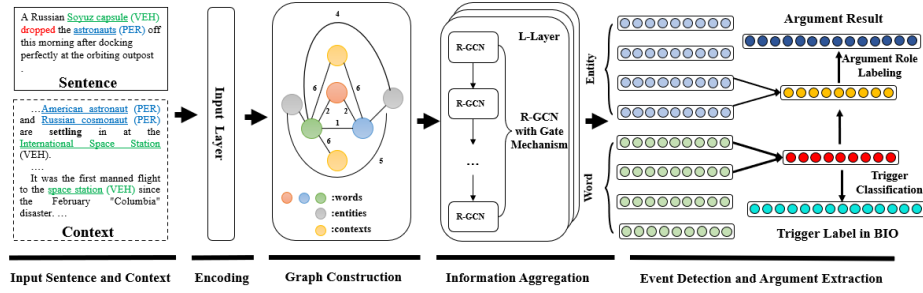 A Russian Soyuz capsule (VEH)
dropped the astronauts (PER) off
this morning after docking
perfectly at the orbiting outpost
.
Sentence
…American astronaut (PER)
and Russian cosmonaut (PER)
are settling in at the
International Space Station
(VEH).
….
It was the first manned flight
to the space station (VEH) since
the February "Columbia"
disaster. …
Context
Input Sentence and Context
Input Layer
Encoding
4
6
6
2
2
1
6
5
:words
:entities
:contexts
Graph Construction
L-Layer
R-GCN
R-GCN
…
R-GCN
R-GCN
with Gate
Mechanism
Information Aggregation
Entity
Word
Argument Result
Argument Role
Labeling
Trigger
Classification
Trigger Label in BIO
Event Detection and Argument Extraction